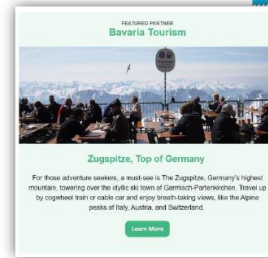 FEATURED PARTNER
Bavaria Tourism
Zugspitze, Top of Germany
For those adventure seekers, a must-see is The Zugspitze, Germany's highest
mountain, towering over the idyllic ski town of Garmisch-Partenkirchen. Travel up
by cogwheel train or cable car and enjoy breath-taking views, like the Alpine
peaks of Italy, Austria, and Switzerland.
Learn More